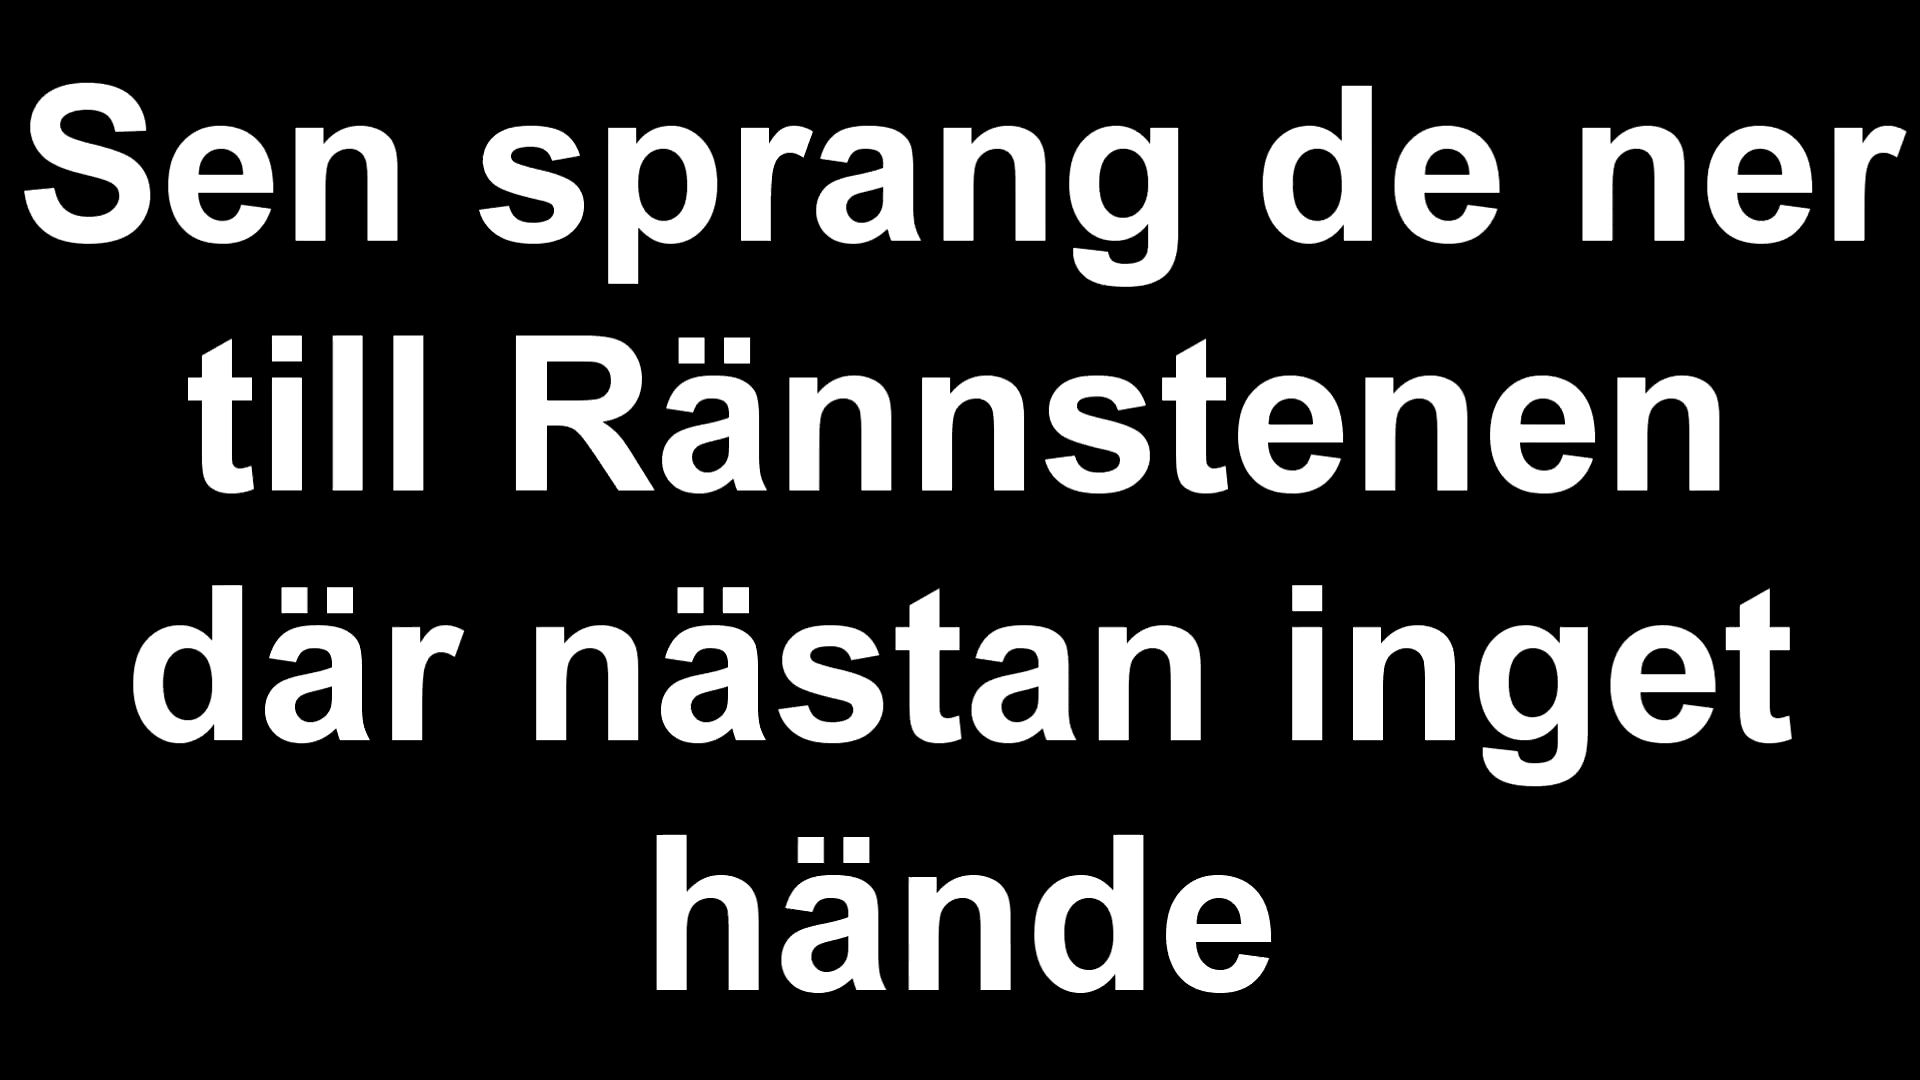 Sen sprang de ner
till Rännstenen
där nästan inget
hände